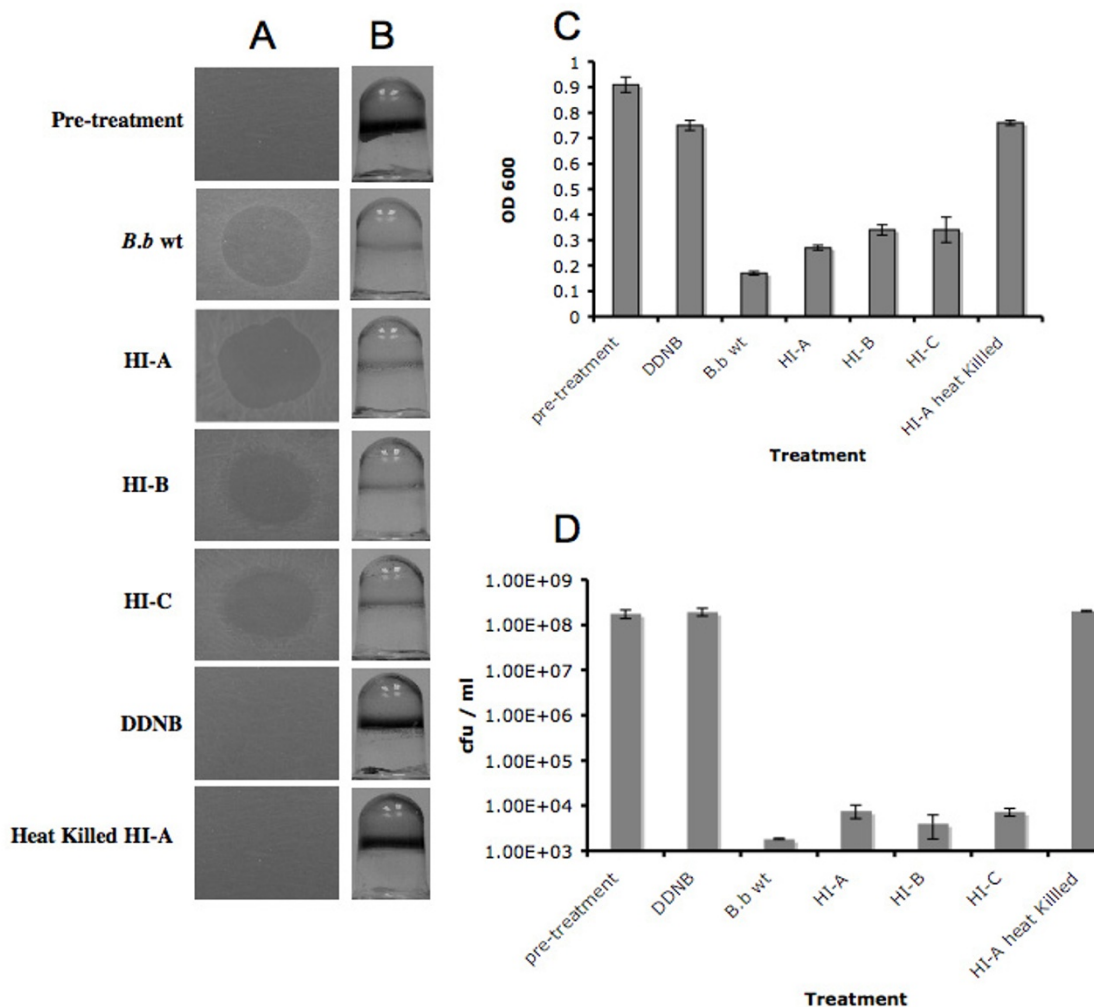 A
B
Pre-treatment
B.b wt
HI-A
HI-B
HI-C
DDNB
Heat Killed HI-A
C
1
0.9
0.8
0.7
0.6
0.5
0.4
0.3
0.2
0.1
0
OD 600
pre-treatment
DDNB
B.b wt
HI-A
HI-B
HI-C
HI-A heat Killled
Treatment
D
1.00E+09
1.00E+08
1.00E+07
1.00E+06
1.00E+05
1.00E+04
1.00E+03
cfu / ml
pre-treatment
DDNB
B.b wt
HI-A
HI-B
HI-C
HI-A heat Killled
Treatment